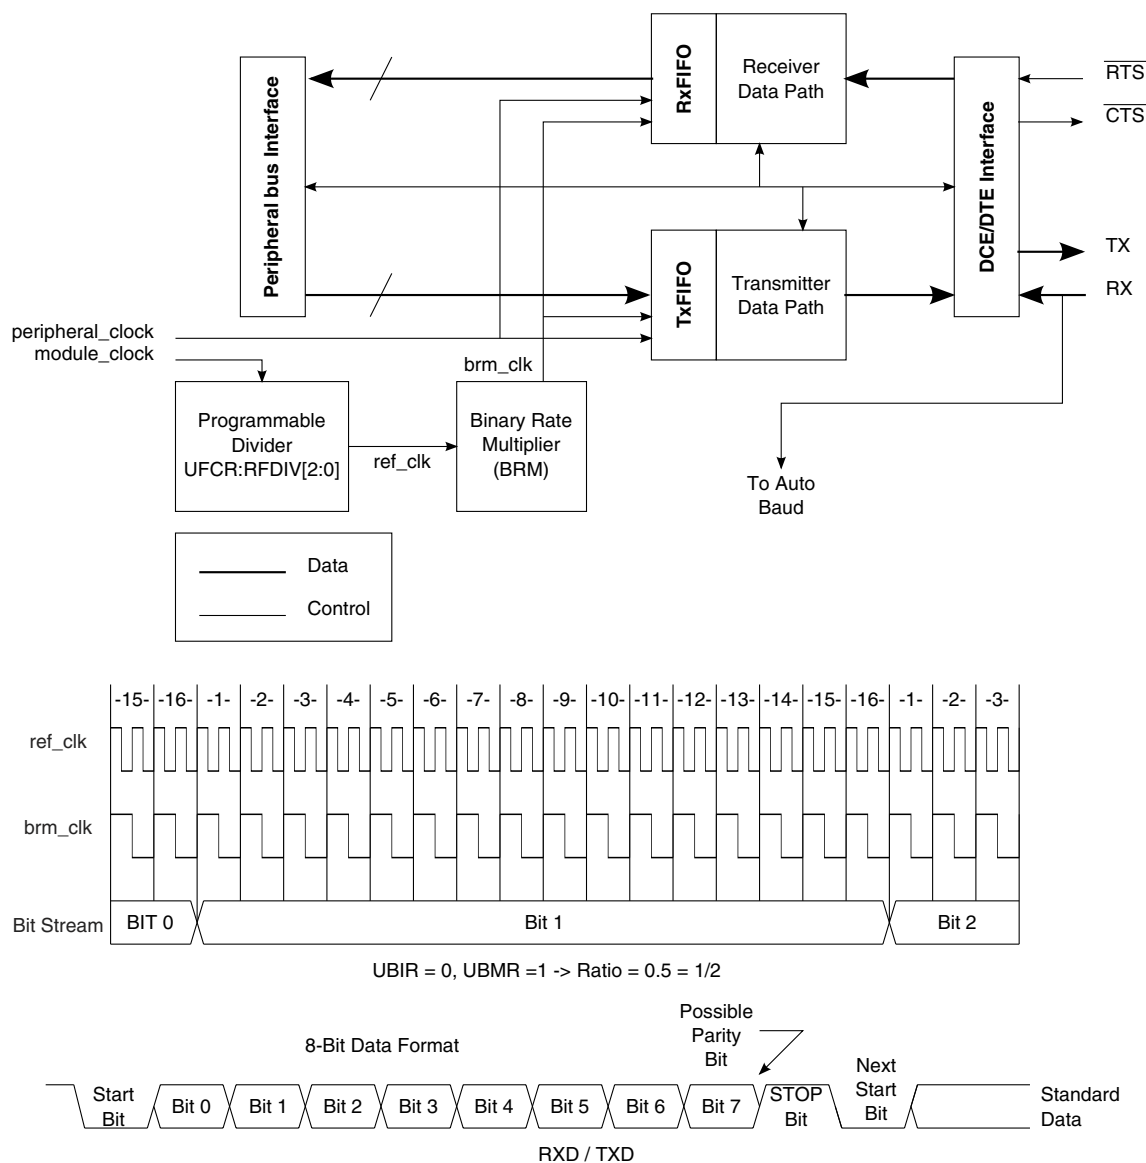 Peripheral bus Interface
RxFIFO
Receiver
Data Path
DCE/DTE Interface
RTS
CTS
TxFIFO
Transmitter
Data Path
TX
RX
peripheral_clock
module_clock
brm_clk
Programmable
Divider
UFCR:RFDIV[2:0]
ref_clk
Binary Rate
Multiplier
(BRM)
To Auto
Baud
Data
Control
-15- -16- -1- -2- -3- -4- -5- -6- -7- -8- -9- -10- -11- -12- -13- -14- -15- -16- -1- -2- -3-
ref_clk
brm_clk
Bit Stream BIT 0 Bit 1 Bit 2
UBIR = 0, UBMR =1 -> Ratio = 0.5 = 1/2
Possible
Parity
Bit
8-Bit Data Format
Start
Bit
Bit 0 Bit 1 Bit 2 Bit 3 Bit 4 Bit 5 Bit 6 Bit 7
STOP
Bit
Next
Start
Bit
Standard
Data
RXD / TXD